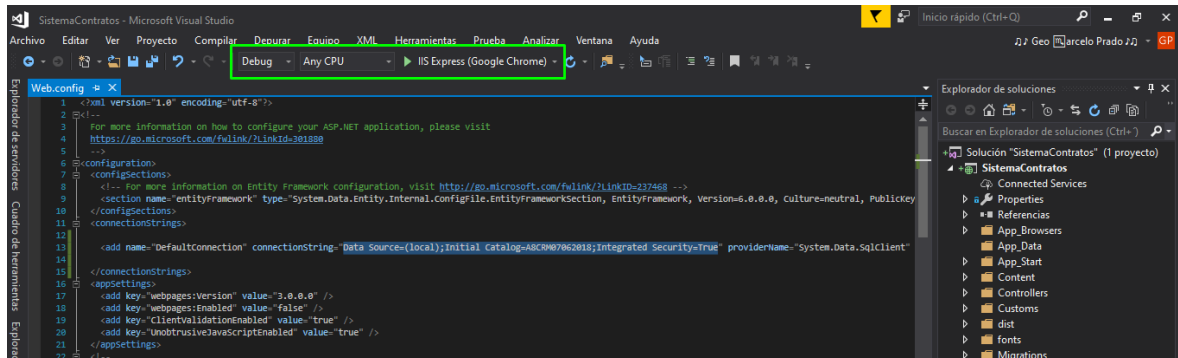 SistemaContratos - Microsoft Visual Studio
Inicio rápido (Ctrl+Q)
Archivo Editar Ver Proyecto Compilar Depurar Equipo XML Herramientas Prueba Analizar Ventana Ayuda
Geo Marcelo Prado GP
Debug Any CPU IIS Express (Google Chrome)
Explorador de servidores
Cuadro de herramientas
Explorad
Web.config
1 <?xml version="1.0" encoding="utf-8"?>
2 <!--
3 For more information on how to configure your ASP.NET application, please visit
4 https://go.microsoft.com/fwlink/?LinkId=301880
5 -->
6 <configuration>
7 <configSections>
8 <!-- For more information on Entity Framework configuration, visit http://go.microsoft.com/fwlink/?LinkID=237468 -->
9 <section name="entityFramework" type="System.Data.Entity.Internal.ConfigFile.EntityFrameworkSection, EntityFramework, Version=6.0.0.0, Culture=neutral, PublicKey
10 </configSections>
11 <connectionStrings>
12
13 <add name="DefaultConnection" connectionString="Data Source=(local);Initial Catalog=A8CRM07062018;Integrated Security=True" providerName="System.Data.SqlClient"
14
15 </connectionStrings>
16 <appSettings>
17 <add key="webpages:Version" value="3.0.0.0" />
18 <add key="webpages:Enabled" value="false" />
19 <add key="ClientValidationEnabled" value="true" />
20 <add key="UnobtrusiveJavaScriptEnabled" value="true" />
21 </appSettings>
22 <!--
Explorador de soluciones
Buscar en Explorador de soluciones (Ctrl+´)
Solución "SistemaContratos" (1 proyecto)
SistemaContratos
Connected Services
Properties
Referencias
App_Browsers
App_Data
App_Start
Content
Controllers
Customs
dist
fonts
Migrations